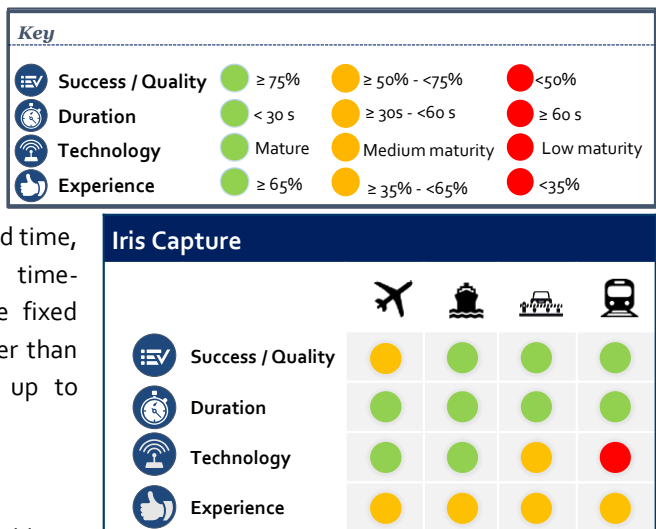 Key
Success / Quality ≥ 75% ≥ 50% - <75% <50%
Duration < 30 s ≥ 30s - <60 s ≥ 60 s
Technology Mature Medium maturity Low maturity
Experience ≥ 65% ≥ 35% - <65% <35%
d time,
time-
e fixed
er than
up to
Iris Capture
Success / Quality
Duration
Technology
Experience